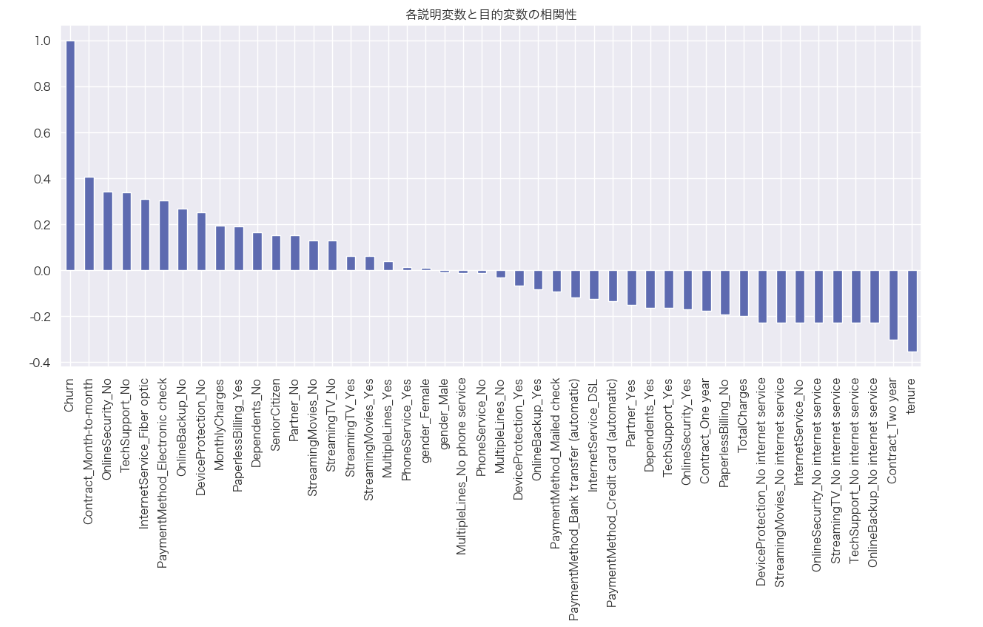 各説明変数と目的変数の相関性
1.0
0.8
0.6
0.4
0.2
0.0
-0.2
-0.4
Churn
Contract_Month-to-month
OnlineSecurity_No
TechSupport_No
InternetService_Fiber optic
PaymentMethod_Electronic check
OnlineBackup_No
DeviceProtection_No
MonthlyCharges
PaperlessBilling_Yes
Dependents_No
SeniorCitizen
Partner_No
StreamingMovies_No
StreamingTV_No
StreamingTV_Yes
StreamingMovies_Yes
MultipleLines_Yes
PhoneService_Yes
gender_Female
gender_Male
MultipleLines_No phone service
PhoneService_No
MultipleLines_No
DeviceProtection_Yes
OnlineBackup_Yes
PaymentMethod_Mailed check
PaymentMethod_Bank transfer (automatic)
InternetService_DSL
PaymentMethod_Credit card (automatic)
Partner_Yes
Dependents_Yes
TechSupport_Yes
OnlineSecurity_Yes
Contract_One year
PaperlessBilling_No
TotalCharges
DeviceProtection_No internet service
StreamingMovies_No internet service
InternetService_No
OnlineSecurity_No internet service
StreamingTV_No internet service
TechSupport_No internet service
OnlineBackup_No internet service
Contract_Two year
tenure